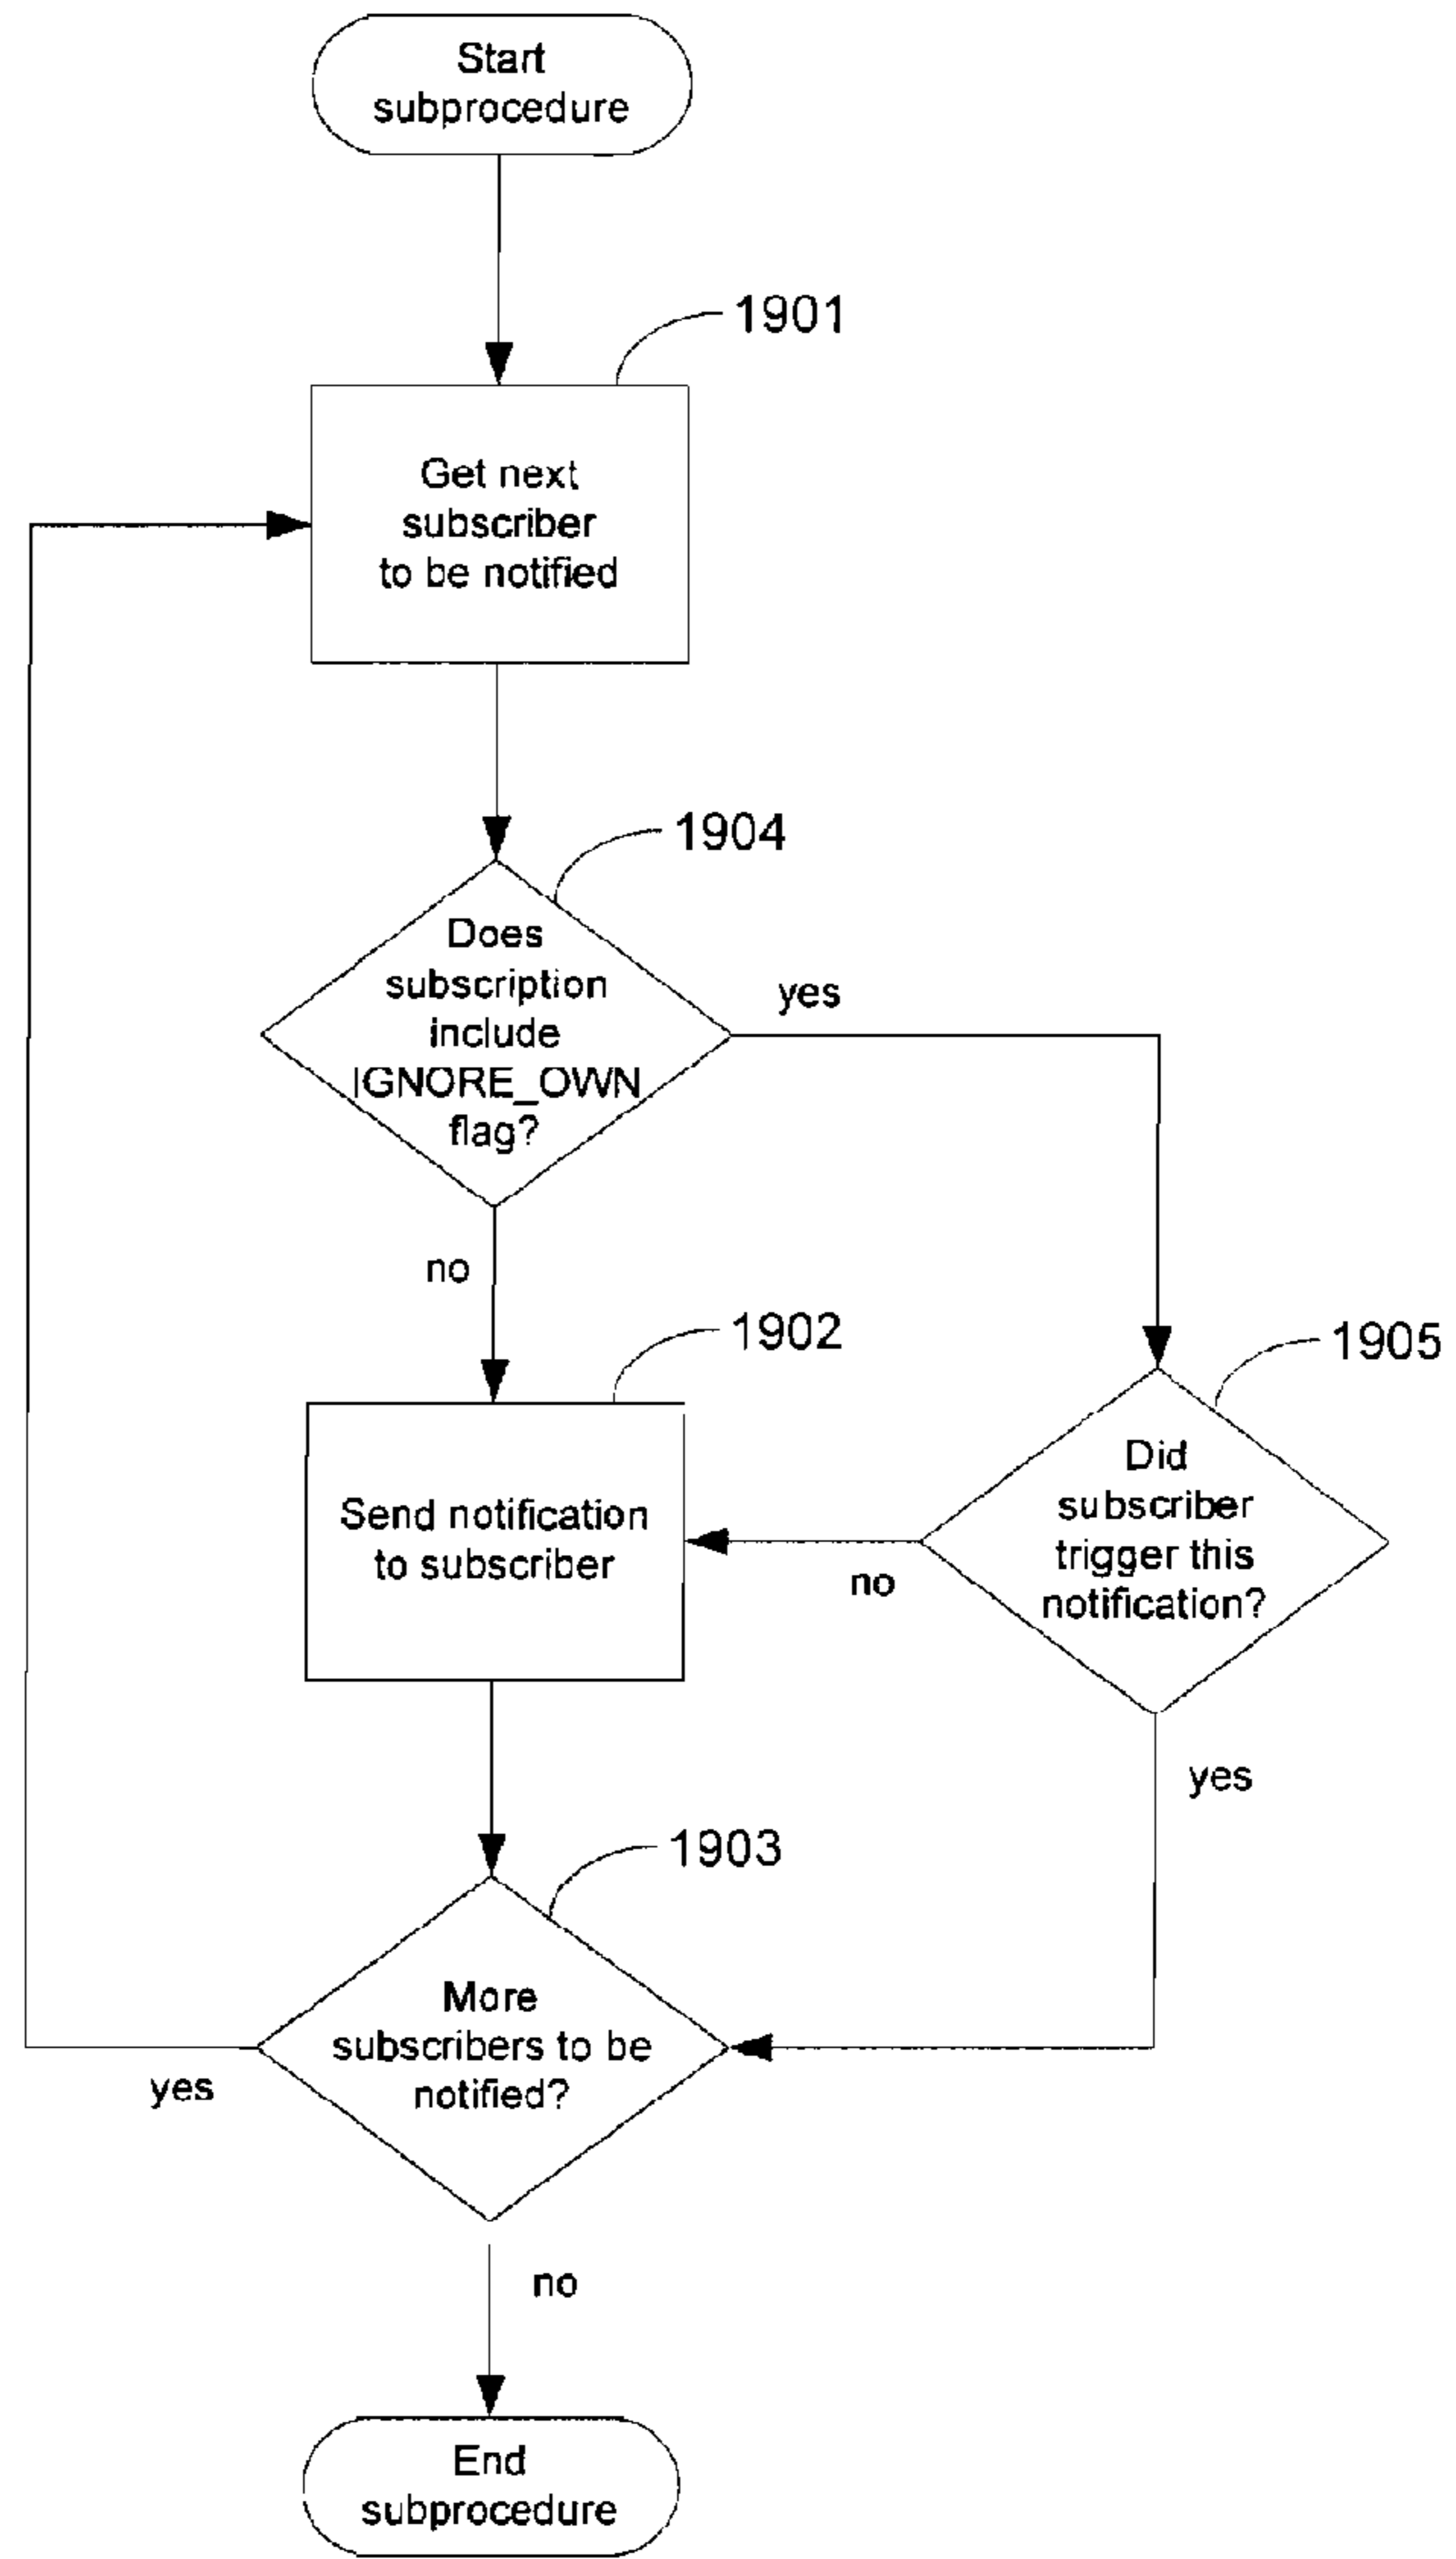 Start
subprocedure
1901
Get next
subscriber
to be notified
1904
Does
subscription
include
IGNORE_OWN
flag?
yes
no
1902
1905
Send notification
to subscriber
Did
subscriber
trigger this
notification?
no
yes
1903
More
subscribers to be
notified?
yes
no
End
subprocedure